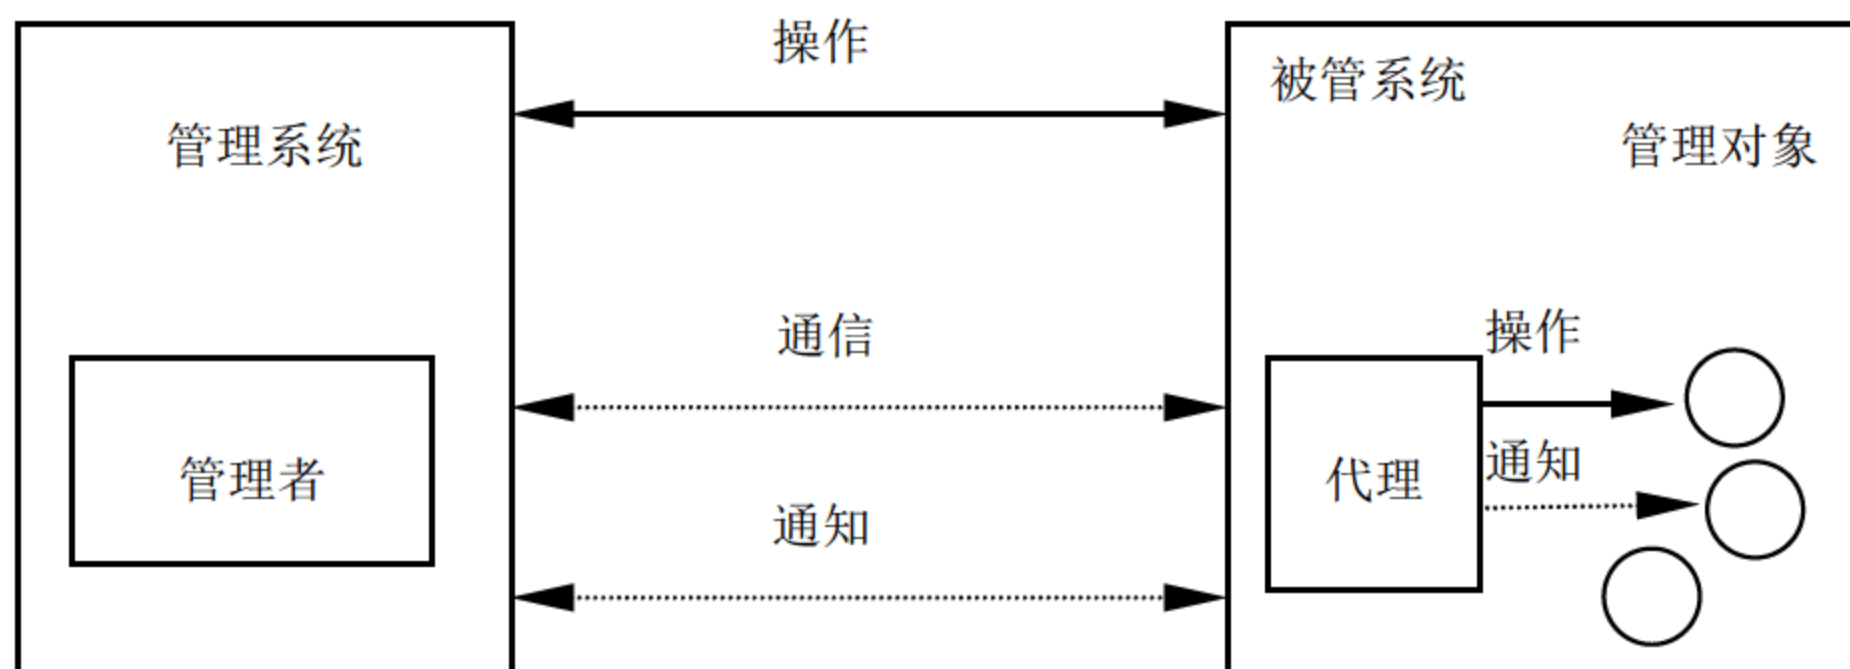 操作
被管系统
管理系统
管理对象
通信
操作
管理者
代理
通知
通知